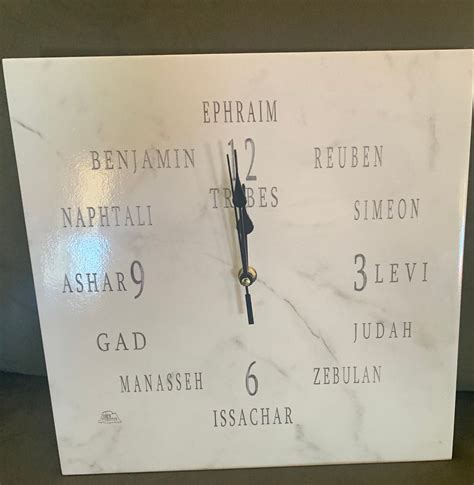 EPHRAIM
BENJAMIN 12 REUBEN
TRIBES
NAPHTALI SIMEON
ASHAR 9 3 LEVI
GAD JUDAH
MANASSEH 6 ZEBULAN
ISSACHAR